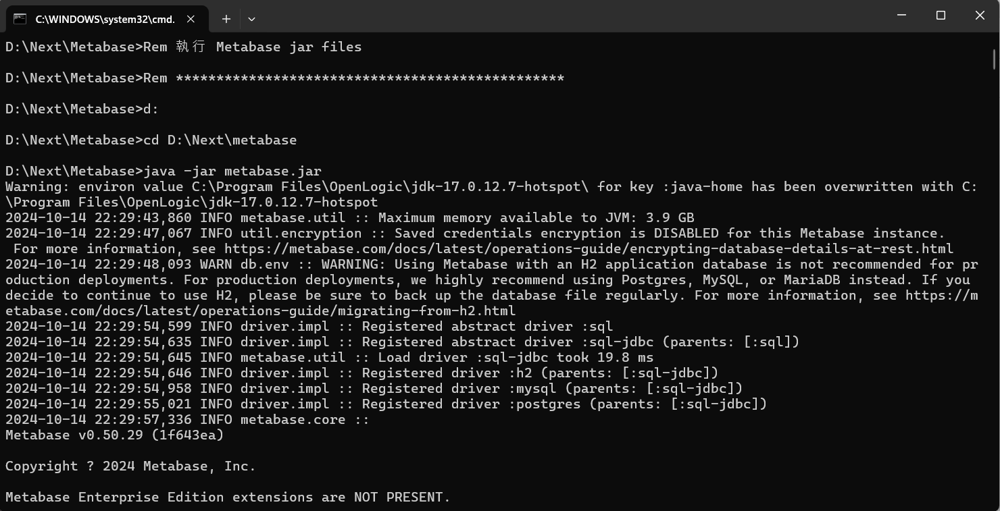 C:\WINDOWS\system32\cmd.
D:\Next\Metabase>Rem 執行 Metabase jar files
D:\Next\Metabase>Rem ************************************************
D:\Next\Metabase>d:
D:\Next\Metabase>cd D:\Next\metabase
D:\Next\Metabase>java -jar metabase.jar
Warning: environ value C:\Program Files\OpenLogic\jdk-17.0.12.7-hotspot\ for key :java-home has been overwritten with C:
\Program Files\OpenLogic\jdk-17.0.12.7-hotspot
2024-10-14 22:29:43,860 INFO metabase.util :: Maximum memory available to JVM: 3.9 GB
2024-10-14 22:29:47,067 INFO util.encryption :: Saved credentials encryption is DISABLED for this Metabase instance.
 For more information, see https://metabase.com/docs/latest/operations-guide/encrypting-database-details-at-rest.html
2024-10-14 22:29:48,093 WARN db.env :: WARNING: Using Metabase with an H2 application database is not recommended for pr
oduction deployments. For production deployments, we highly recommend using Postgres, MySQL, or MariaDB instead. If you
decide to continue to use H2, please be sure to back up the database file regularly. For more information, see https://m
etabase.com/docs/latest/operations-guide/migrating-from-h2.html
2024-10-14 22:29:54,599 INFO driver.impl :: Registered abstract driver :sql
2024-10-14 22:29:54,635 INFO driver.impl :: Registered abstract driver :sql-jdbc (parents: [:sql])
2024-10-14 22:29:54,645 INFO metabase.util :: Load driver :sql-jdbc took 19.8 ms
2024-10-14 22:29:54,646 INFO driver.impl :: Registered driver :h2 (parents: [:sql-jdbc])
2024-10-14 22:29:54,958 INFO driver.impl :: Registered driver :mysql (parents: [:sql-jdbc])
2024-10-14 22:29:55,021 INFO driver.impl :: Registered driver :postgres (parents: [:sql-jdbc])
2024-10-14 22:29:57,336 INFO metabase.core ::
Metabase v0.50.29 (1f643ea)
Copyright ? 2024 Metabase, Inc.
Metabase Enterprise Edition extensions are NOT PRESENT.